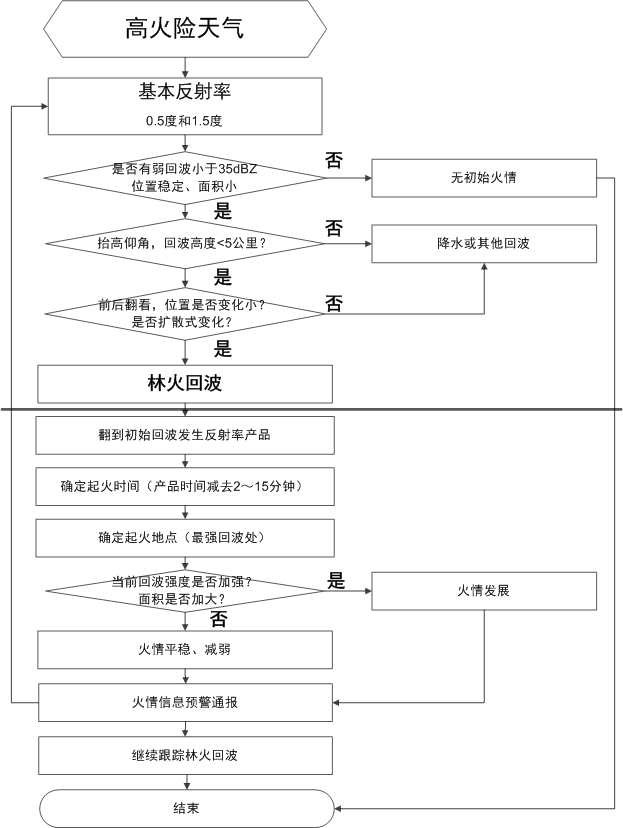 高火险天气
基本反射率
0.5度和1.5度
是否有弱回波小于35dBZ
位置稳定、面积小
否
无初始火情
是
抬高仰角，回波高度<5公里？
否
降水或其他回波
是
前后翻看，位置是否变化小？
是否扩散式变化？
否
是
林火回波
翻到初始回波发生反射率产品
确定起火时间（产品时间减去2～15分钟）
确定起火地点（最强回波处）
当前回波强度是否加强？
面积是否加大？
是
火情发展
否
火情平稳、减弱
火情信息预警通报
继续跟踪林火回波
结束